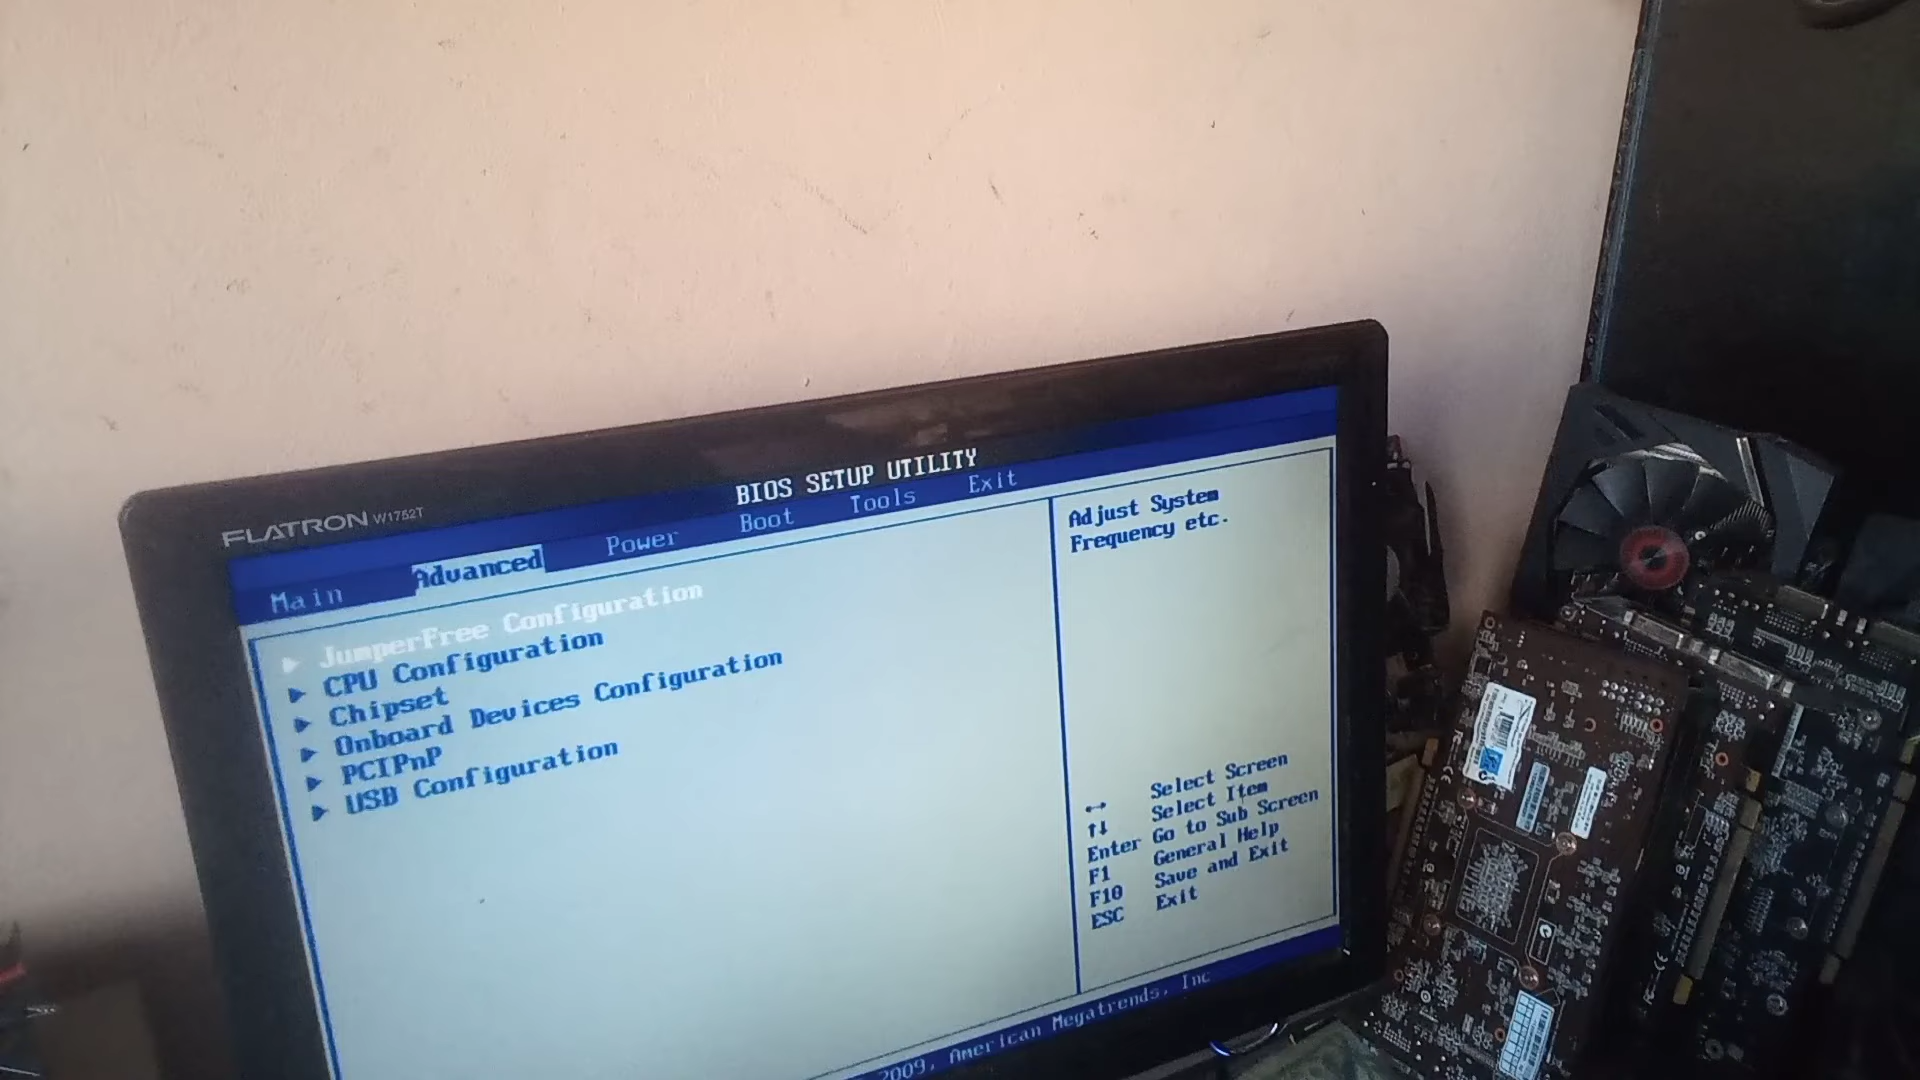 FLATRON W1752T
BIOS SETUP UTILITY
Main Advanced Power Boot Tools Exit
JumperFree Configuration
CPU Configuration
Chipset
Onboard Devices Configuration
PCIPnP
USB Configuration
Adjust System
Frequency etc.
↔ Select Screen
↑↓ Select Item
Enter Go to Sub Screen
F1 General Help
F10 Save and Exit
ESC Exit
2009, American Megatrends, Inc